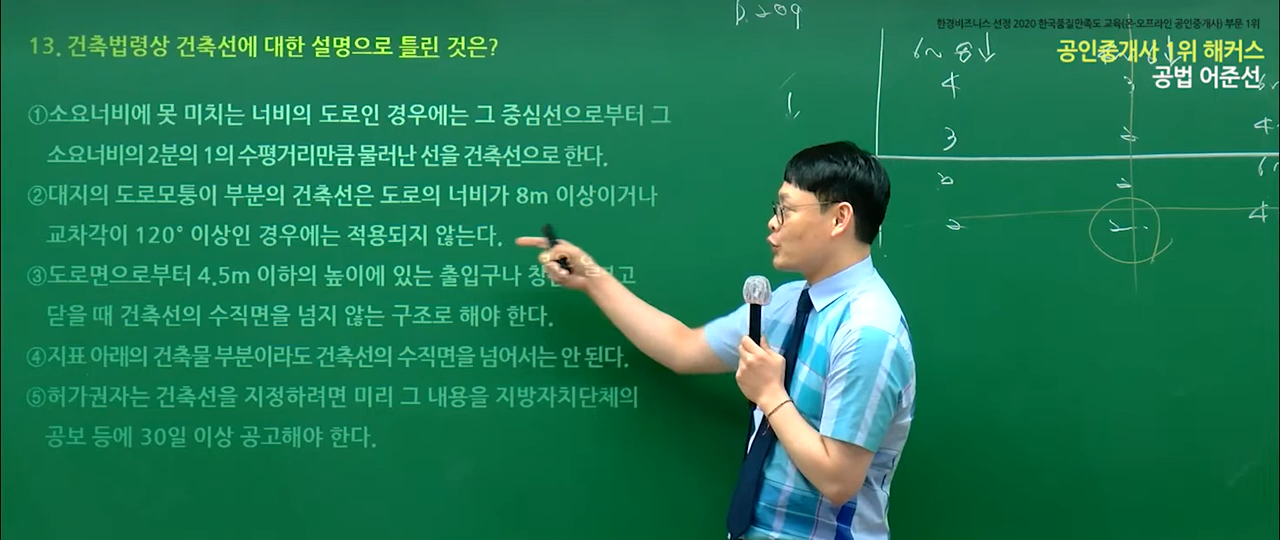 p.209
한경비즈니스 선정 2020 한국품질만족도 교육(온·오프라인 공인중개사) 부문 1위
공인중개사 1위 해커스
공법 어준선
13. 건축법령상 건축선에 대한 설명으로 틀린 것은?
①소요너비에 못 미치는 너비의 도로인 경우에는 그 중심선으로부터 그
소요너비의 2분의 1의 수평거리만큼 물러난 선을 건축선으로 한다.
②대지의 도로모퉁이 부분의 건축선은 도로의 너비가 8m 이상이거나
교차각이 120° 이상인 경우에는 적용되지 않는다.
③도로면으로부터 4.5m 이하의 높이에 있는 출입구나
닫을 때 건축선의 수직면을 넘지 않는 구조로 해야 한다.
④지표 아래의 건축물 부분이라도 건축선의 수직면을 넘어서는 안 된다.
⑤허가권자는 건축선을 지정하려면 미리 그 내용을 지방자치단체의
공보 등에 30일 이상 공고해야 한다.
6~8↓
4
3 2 4
2 2
2 2 4